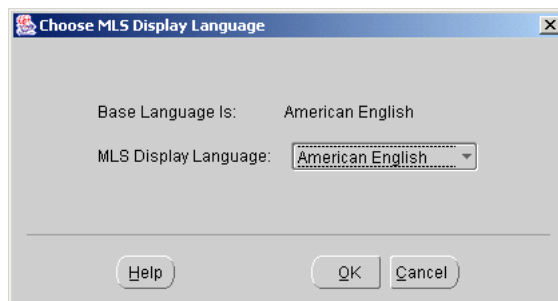 Choose MLS Display Language
Base Language Is: American English
MLS Display Language: American English
Help OK Cancel